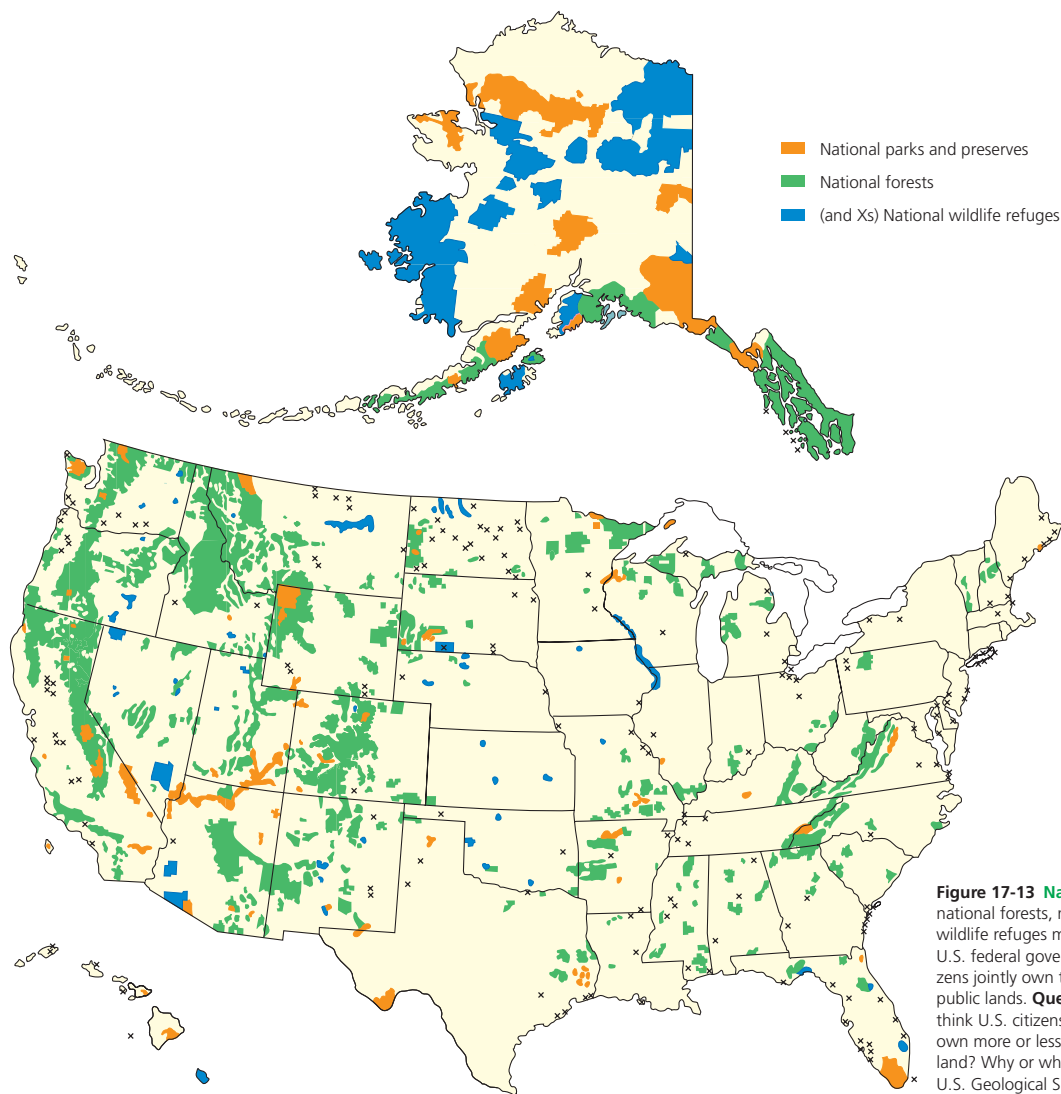 National parks and preserves
National forests
(and Xs) National wildlife refuges
Figure 17-13 Na
national forests, r
wildlife refuges m
U.S. federal gove
zens jointly own t
public lands. Que
think U.S. citizens
own more or less
land? Why or wh
U.S. Geological S